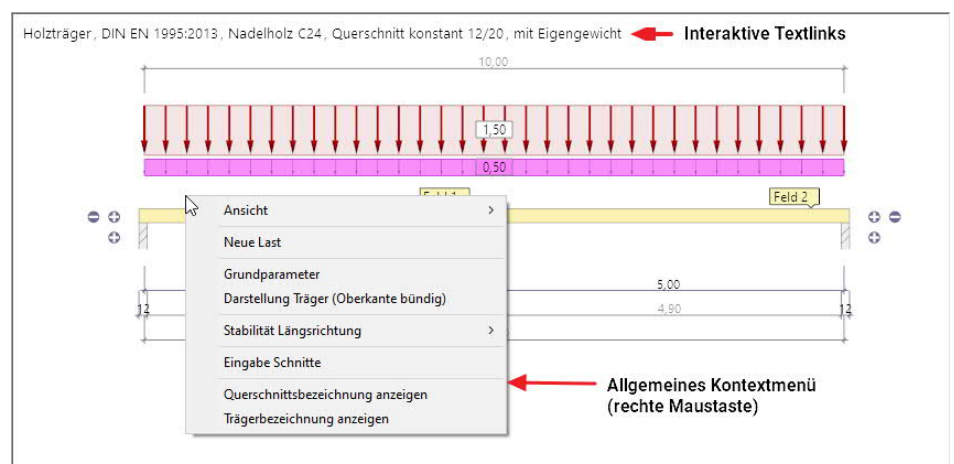 Holzträger, DIN EN 1995:2013, Nadelholz C24, Querschnitt konstant 12/20, mit Eigengewicht
Interaktive Textlinks
10,00
1,50
0,50
Feld 2
Ansicht
Neue Last
Grundparameter
Darstellung Träger (Oberkante bündig)
5,00
12
4,90
12
Stabilität Längsrichtung
Eingabe Schnitte
Querschnittsbezeichnung anzeigen
Trägerbezeichnung anzeigen
Allgemeines Kontextmenü
(rechte Maustaste)